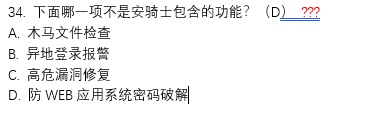 34. 下面哪一项不是安骑士包含的功能？（D） ???
A. 木马文件检查
B. 异地登录报警
C. 高危漏洞修复
D. 防 WEB 应用系统密码破解